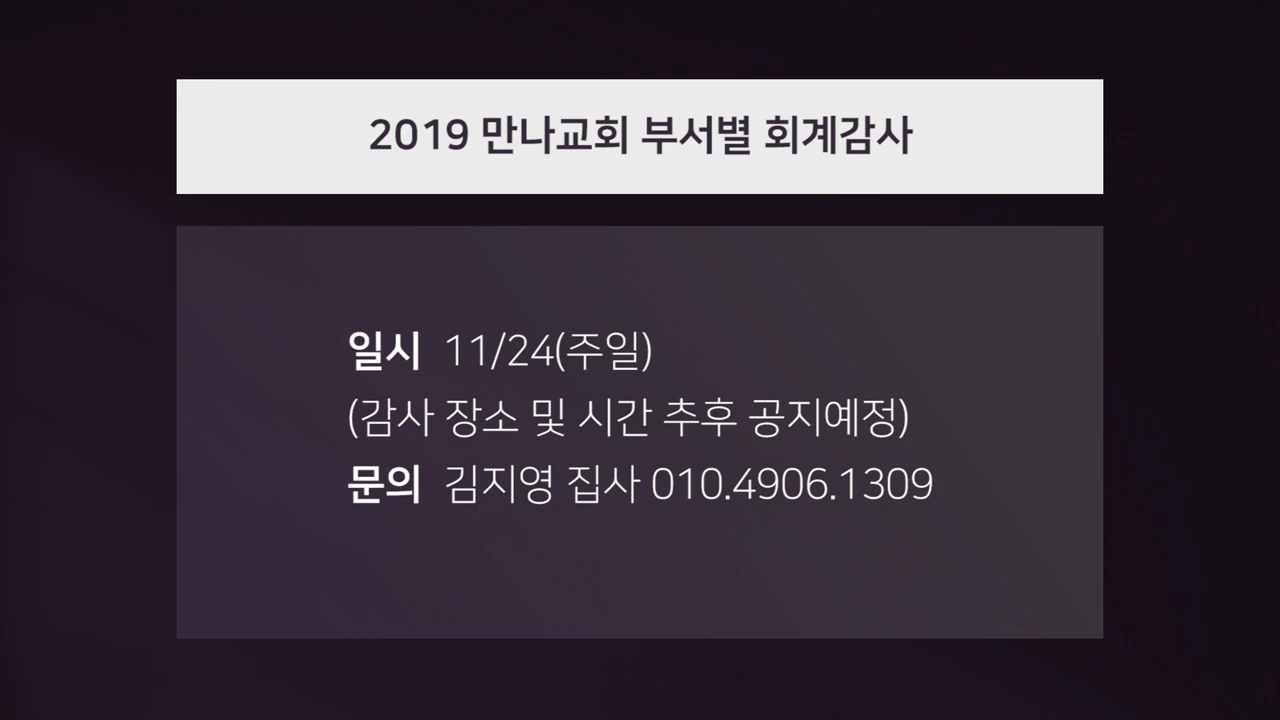 2019 만나교회 부서별 회계감사
일시 11/24(주일)
(감사 장소 및 시간 추후 공지예정)
문의 김지영 집사 010.4906.1309